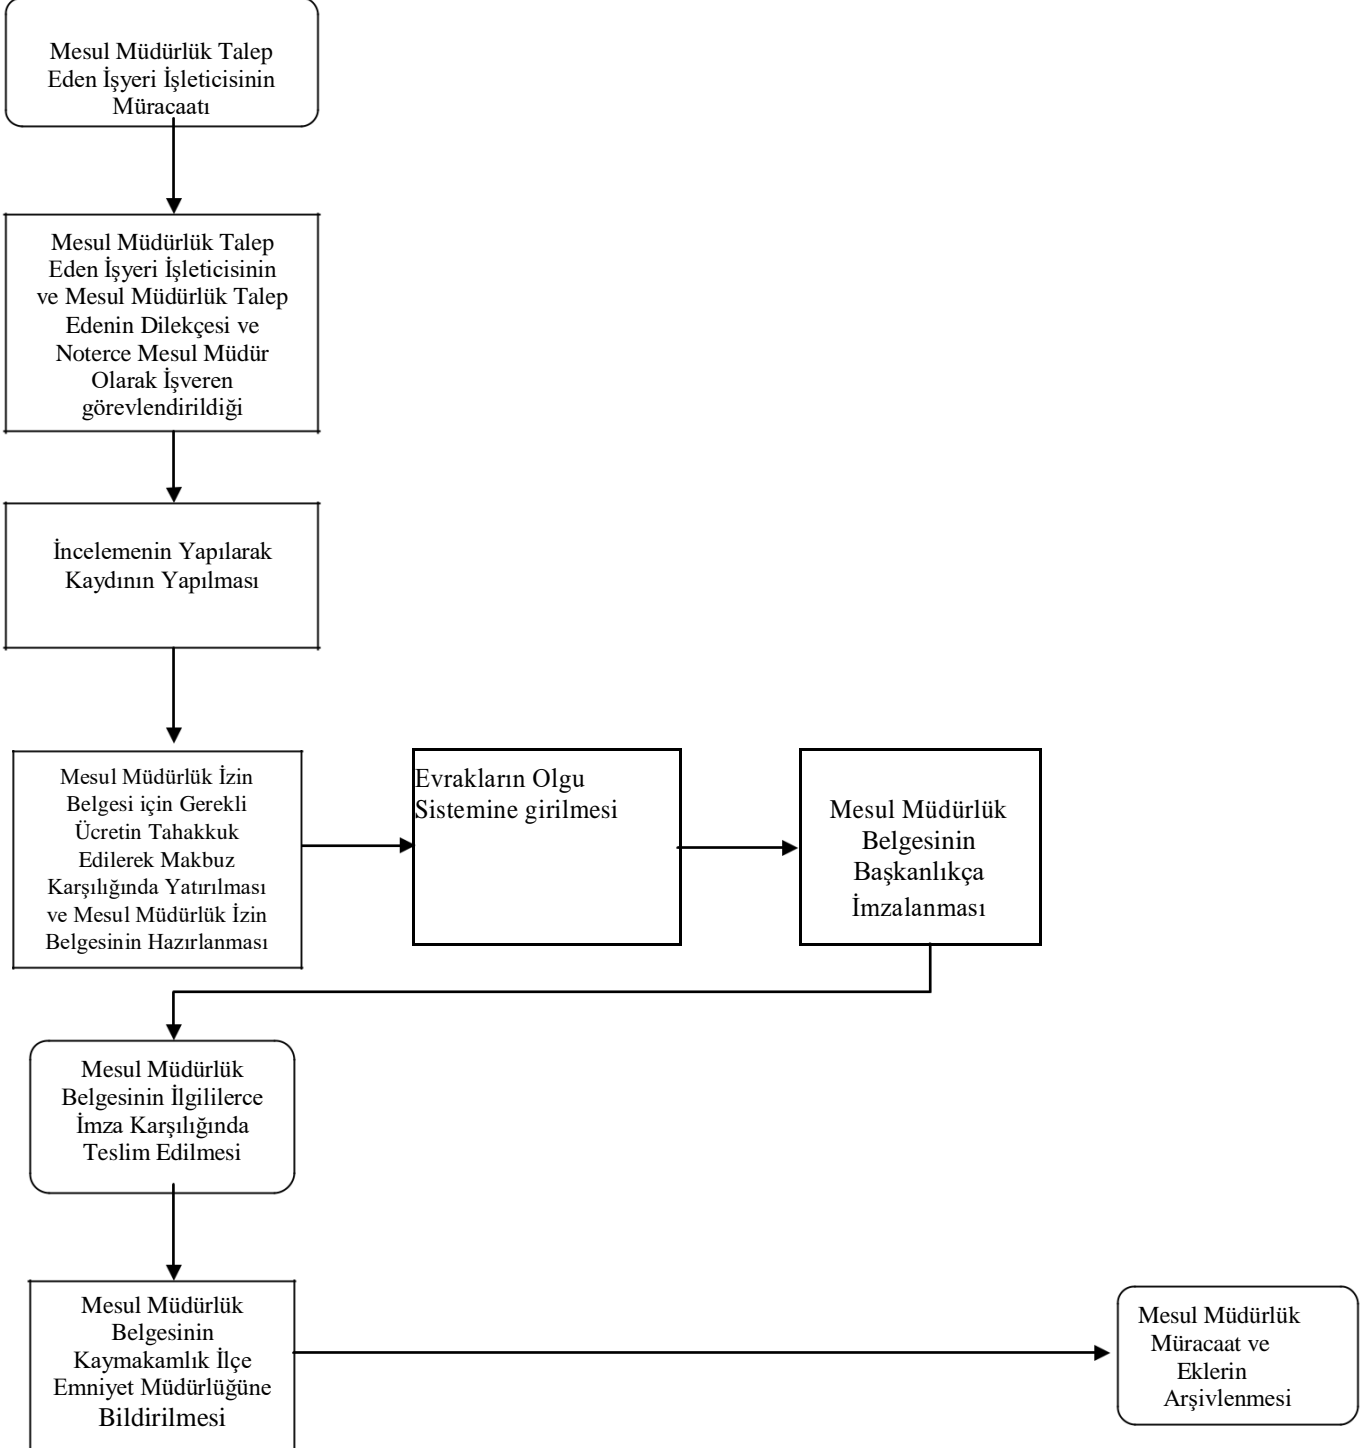 Mesul Müdürlük Talep
Eden İşyeri İşleticisinin
Müracaatı
Mesul Müdürlük Talep
Eden İşyeri İşleticisinin
ve Mesul Müdürlük Talep
Edenin Dilekçesi ve
Noterce Mesul Müdür
Olarak İşveren
görevlendirildiği
İncelemenin Yapılarak
Kaydının Yapılması
Mesul Müdürlük İzin
Belgesi için Gerekli
Ücretin Tahakkuk
Edilerek Makbuz
Karşılığında Yatırılması
ve Mesul Müdürlük İzin
Belgesinin Hazırlanması
Evrakların Olgu
Sistemine girilmesi
Mesul Müdürlük
Belgesinin
Başkanlıkça
İmzalanması
Mesul Müdürlük
Belgesinin İlgililerce
İmza Karşılığında
Teslim Edilmesi
Mesul Müdürlük
Belgesinin
Kaymakamlık İlçe
Emniyet Müdürlüğüne
Bildirilmesi
Mesul Müdürlük
Müracaat ve
Eklerin
Arşivlenmesi